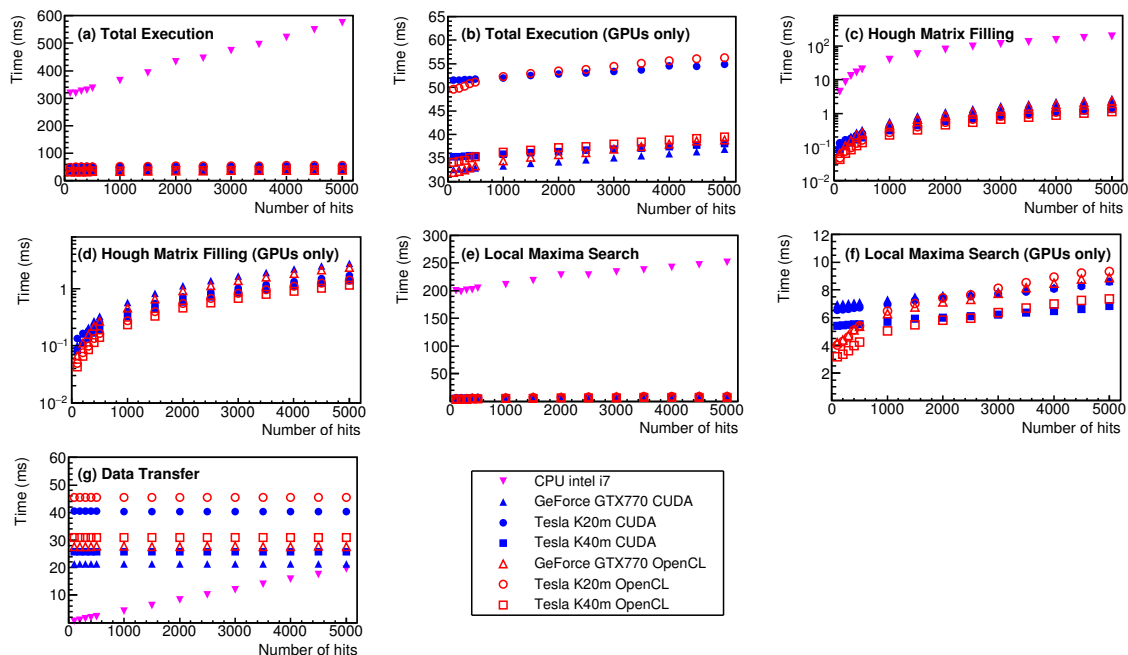 (a) Total Execution
Time (ms)
600
500
400
300
200
100
0
0 1000 2000 3000 4000 5000
Number of hits
(b) Total Execution (GPUs only)
Time (ms)
65
60
55
50
45
40
35
30
0 1000 2000 3000 4000 5000
Number of hits
(c) Hough Matrix Filling
Time (ms)
10²
10
1
10⁻¹
10⁻²
0 1000 2000 3000 4000 5000
Number of hits
(d) Hough Matrix Filling (GPUs only)
Time (ms)
1
10⁻¹
10⁻²
0 1000 2000 3000 4000 5000
Number of hits
(e) Local Maxima Search
Time (ms)
300
250
200
150
100
50
0
1000 2000 3000 4000 5000
Number of hits
(f) Local Maxima Search (GPUs only)
Time (ms)
12
10
8
6
4
2
0
0 1000 2000 3000 4000 5000
Number of hits
(g) Data Transfer
Time (ms)
60
50
40
30
20
10
0
0 1000 2000 3000 4000 5000
Number of hits
CPU intel i7
GeForce GTX770 CUDA
Tesla K20m CUDA
Tesla K40m CUDA
GeForce GTX770 OpenCL
Tesla K20m OpenCL
Tesla K40m OpenCL